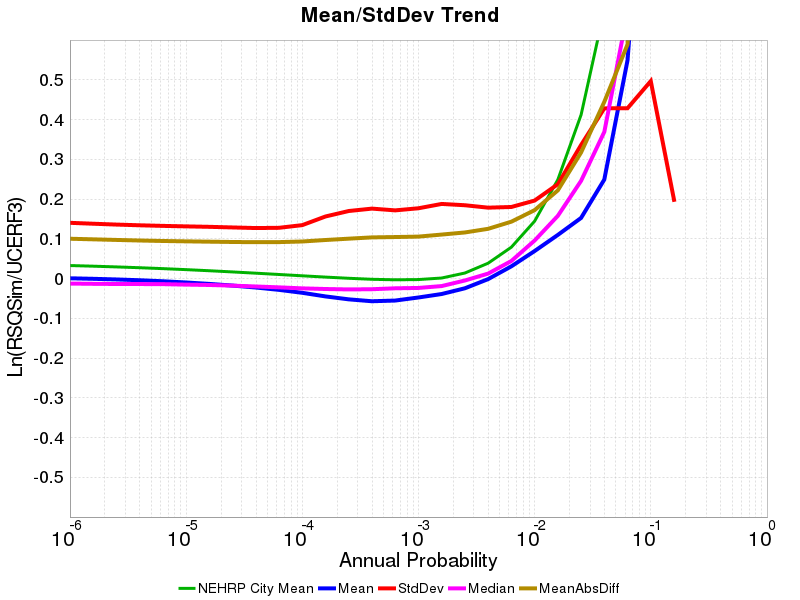 Mean/StdDev Trend
Ln(RSQSim/UCERF3)
0.5
0.4
0.3
0.2
0.1
0
-0.1
-0.2
-0.3
-0.4
-0.5
10^-6 10^-5 10^-4 10^-3 10^-2 10^-1 10^0
Annual Probability
NEHRP City Mean Mean StdDev Median MeanAbsDiff